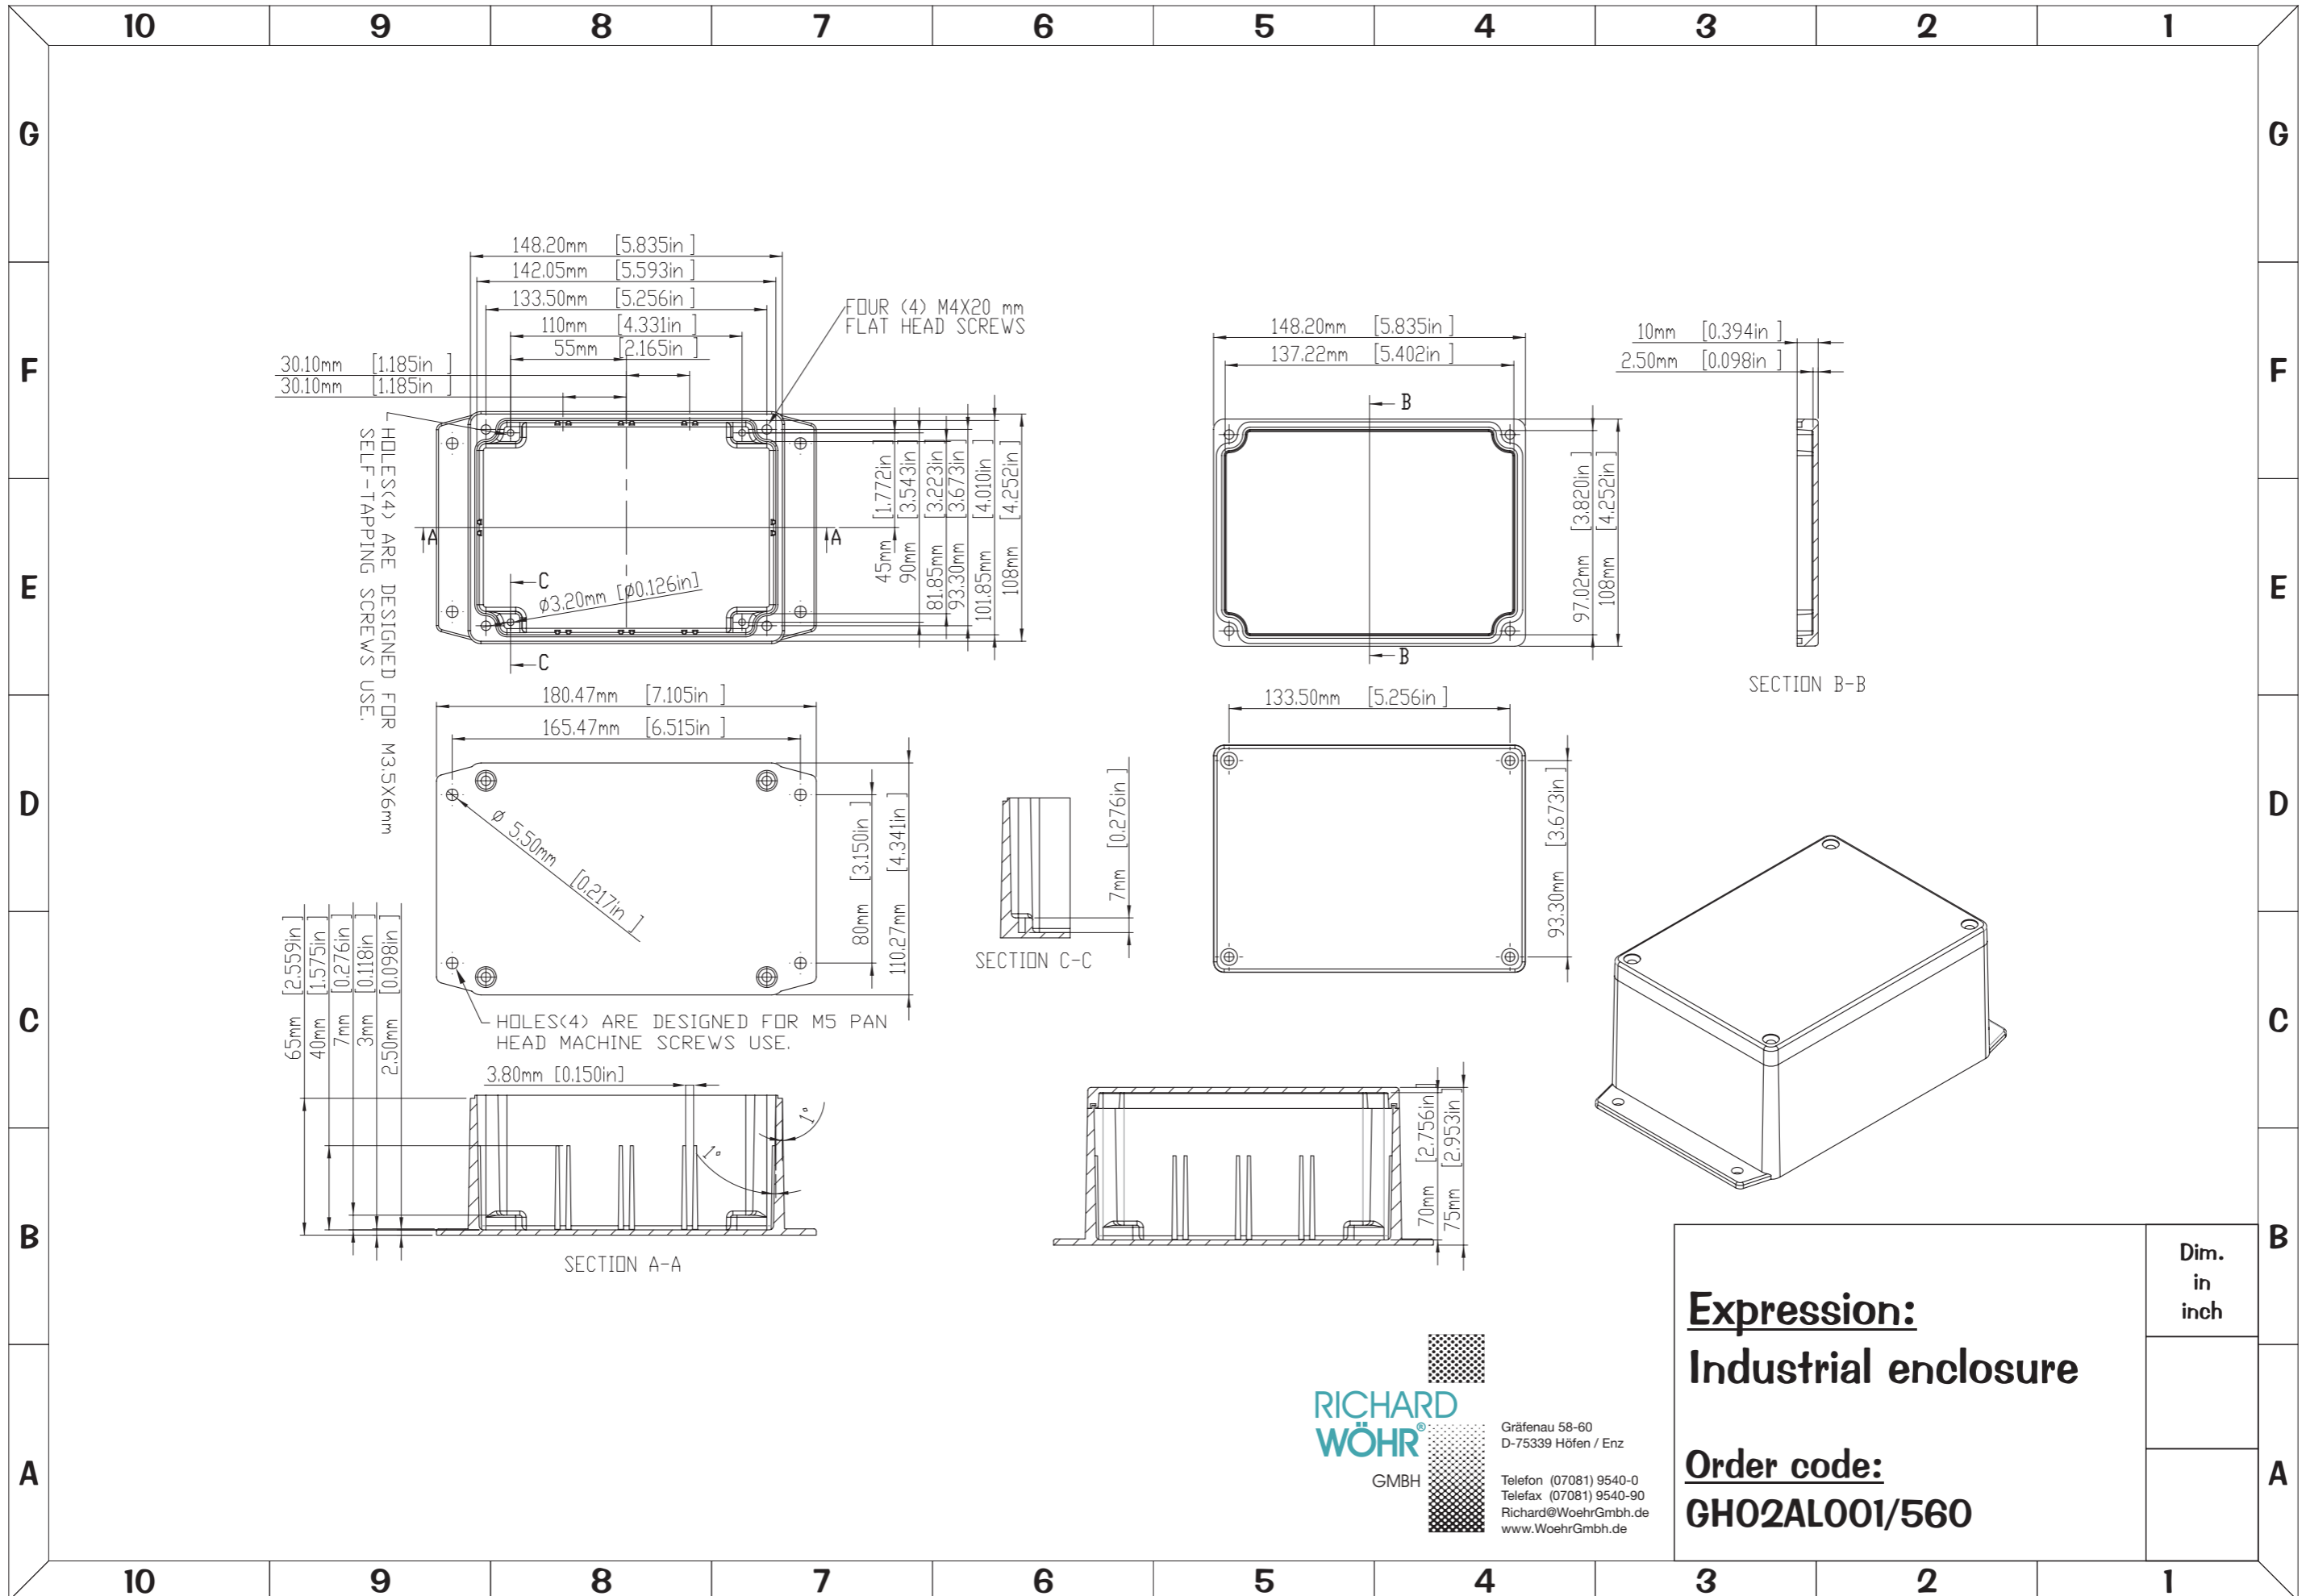 10 9 8 7 6 5 4 3 2 1
G G
F F
E E
D D
C C
B B
A A
148.20mm [5.835in ]
142.05mm [5.593in ]
133.50mm [5.256in ]
110mm [4.331in ]
55mm [2.165in ]
30.10mm [1.185in ]
30.10mm [1.185in ]
FOUR (4) M4X20 mm
FLAT HEAD SCREWS
HOLES(4) ARE DESIGNED FOR M3.5X6mm
SELF-TAPPING SCREWS USE.
A A
C
C
Ø3.20mm [Ø0.126in]
45mm [1.772in ]
90mm [3.543in ]
81.85mm [3.223in ]
93.30mm [3.673in ]
101.85mm [4.010in ]
108mm [4.252in ]
148.20mm [5.835in ]
137.22mm [5.402in ]
B
B
97.02mm [3.820in ]
108mm [4.252in ]
10mm [0.394in ]
2.50mm [0.098in ]
SECTION B-B
180.47mm [7.105in ]
165.47mm [6.515in ]
Ø 5.50mm [0.217in ]
80mm [3.150in ]
110.27mm [4.341in ]
HOLES(4) ARE DESIGNED FOR M5 PAN
HEAD MACHINE SCREWS USE.
7mm [0.276in ]
SECTION C-C
133.50mm [5.256in ]
93.30mm [3.673in ]
65mm [2.559in ]
40mm [1.575in ]
7mm [0.276in ]
3mm [0.118in ]
2.50mm [0.098in ]
3.80mm [0.150in]
1°
1°
SECTION A-A
70mm [2.756in ]
75mm [2.953in ]
Expression:
Industrial enclosure
Order code:
GH02AL001/560
Dim.
in
inch
RICHARD
WÖHR®
GMBH
Gräfenau 58-60
D-75339 Höfen / Enz
Telefon (07081) 9540-0
Telefax (07081) 9540-90
Richard@WoehrGmbh.de
www.WoehrGmbh.de
10 9 8 7 6 5 4 3 2 1